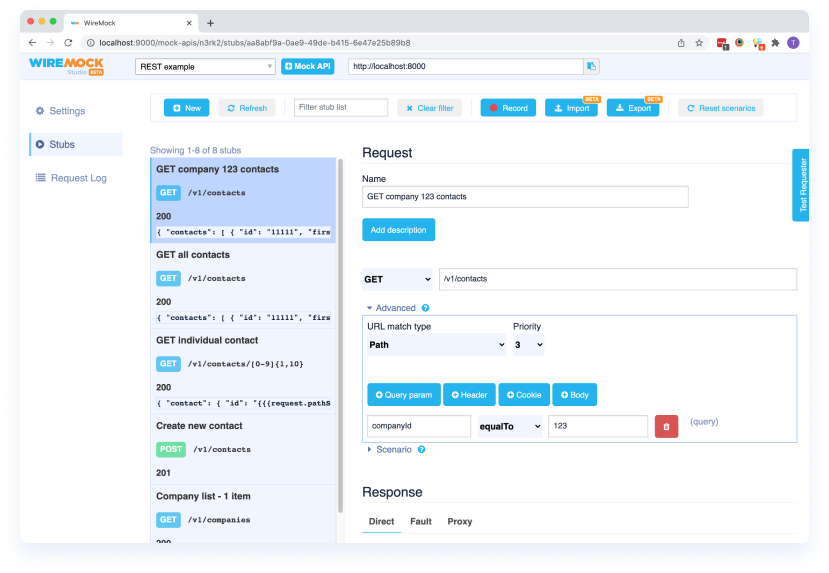 WireMock
localhost:9000/mock-apis/n3rk2/stubs/aa8abf9a-0ae9-49de-b415-6e47e25b89b8
T
WIREMOCK
Studio BETA
REST example
Mock API
http://localhost:8000
Settings
Stubs
Request Log
New
Refresh
Filter stub list
Clear filter
Record
Import
BETA
Export
BETA
Reset scenarios
Showing 1-8 of 8 stubs
GET company 123 contacts
GET /v1/contacts
200
{ "contacts": [ { "id": "11111", "firs
GET all contacts
GET /v1/contacts
200
{ "contacts": [ { "id": "11111", "firs
GET individual contact
GET /v1/contacts/[0-9]{1,10}
200
{ "contact": { "id": "{{{request.pathS
Create new contact
POST /v1/contacts
201
Company list - 1 item
GET /v1/companies
200
Request
Name
GET company 123 contacts
Add description
GET /v1/contacts
Advanced ?
URL match type Priority
Path 3
Query param Header Cookie Body
companyId equalTo 123 (query)
Scenario ?
Response
Direct Fault Proxy
Test Requester